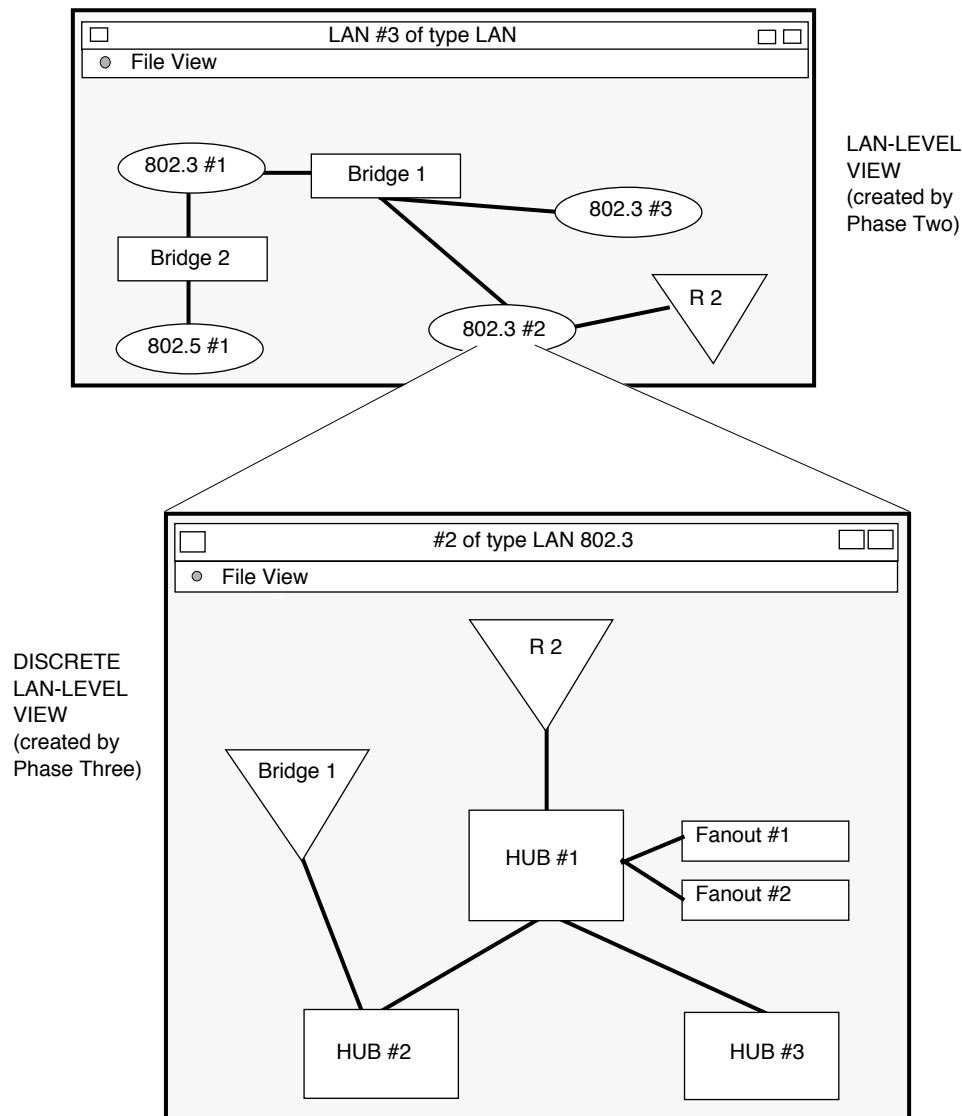 LAN #3 of type LAN
File View
802.3 #1
Bridge 1
802.3 #3
Bridge 2
R 2
802.3 #2
802.5 #1
LAN-LEVEL
VIEW
(created by
Phase Two)
#2 of type LAN 802.3
File View
R 2
DISCRETE
LAN-LEVEL
VIEW
(created by
Phase Three)
Bridge 1
HUB #1
Fanout #1
Fanout #2
HUB #2
HUB #3